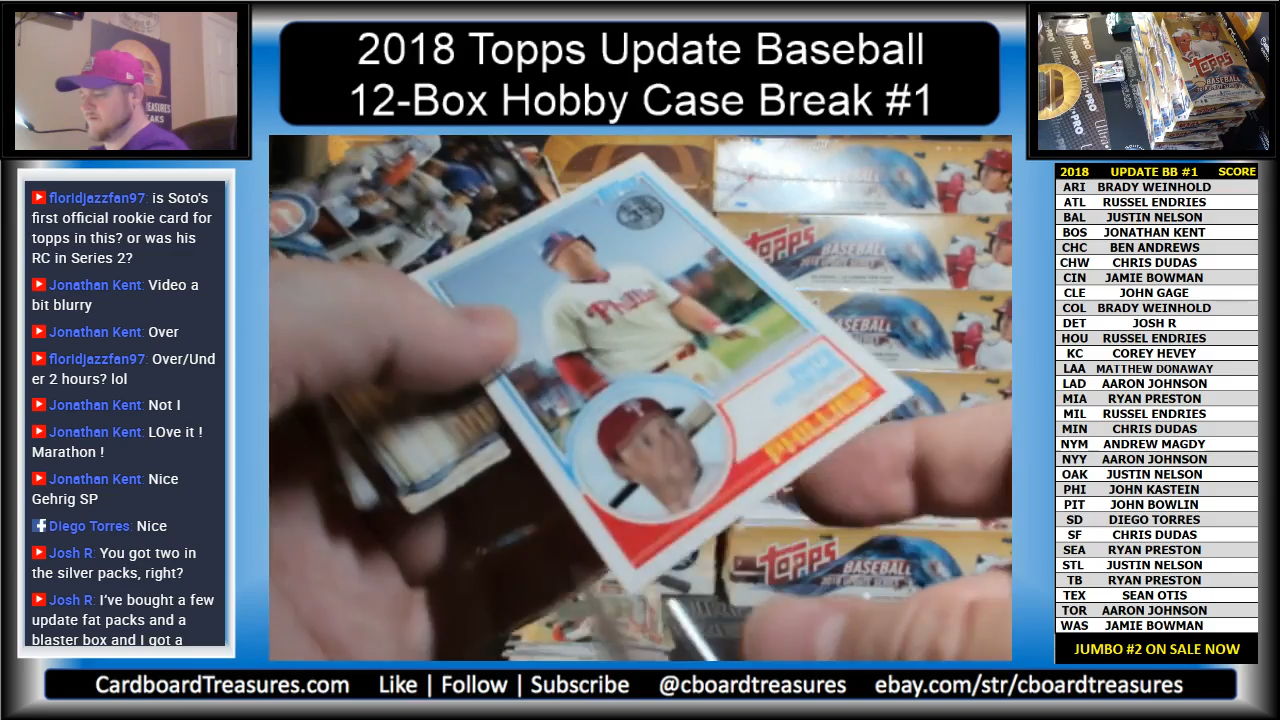 2018 Topps Update Baseball
12-Box Hobby Case Break #1
floridjazzfan97: is Soto's
first official rookie card for
topps in this? or was his
RC in Series 2?
Jonathan Kent: Video a
bit blurry
Jonathan Kent: Over
floridjazzfan97: Over/Und
er 2 hours? lol
Jonathan Kent: Not I
Jonathan Kent: LOve it !
Marathon !
Jonathan Kent: Nice
Gehrig SP
Diego Torres: Nice
Josh R: You got two in
the silver packs, right?
Josh R: I've bought a few
update fat packs and a
blaster box and I got a
Phillies
PHILLIES
topps
BASEBALL
BASEBALL
topps
BASEBALL
topps
BASEBALL
2018 UPDATE BB #1 SCORE
ARI BRADY WEINHOLD
ATL RUSSEL ENDRIES
BAL JUSTIN NELSON
BOS JONATHAN KENT
CHC BEN ANDREWS
CHW CHRIS DUDAS
CIN JAMIE BOWMAN
CLE JOHN GAGE
COL BRADY WEINHOLD
DET JOSH R
HOU RUSSEL ENDRIES
KC COREY HEVEY
LAA MATTHEW DONAWAY
LAD AARON JOHNSON
MIA RYAN PRESTON
MIL RUSSEL ENDRIES
MIN CHRIS DUDAS
NYM ANDREW MAGDY
NYY AARON JOHNSON
OAK JUSTIN NELSON
PHI JOHN KASTEIN
PIT JOHN BOWLIN
SD DIEGO TORRES
SF CHRIS DUDAS
SEA RYAN PRESTON
STL JUSTIN NELSON
TB RYAN PRESTON
TEX SEAN OTIS
TOR AARON JOHNSON
WAS JAMIE BOWMAN
JUMBO #2 ON SALE NOW
CardboardTreasures.com Like | Follow | Subscribe @cboardtreasures ebay.com/str/cboardtreasures